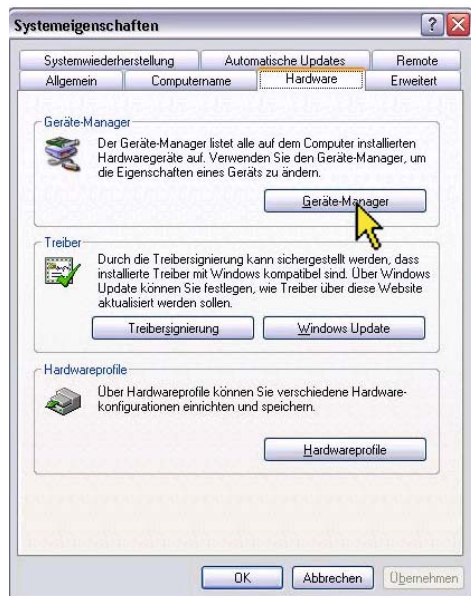 Systemeigenschaften
Systemwiederherstellung Automatische Updates Remote
Allgemein Computername Hardware Erweitert
Geräte-Manager
Der Geräte-Manager listet alle auf dem Computer installierten
Hardwaregeräte auf. Verwenden Sie den Geräte-Manager, um
die Eigenschaften eines Geräts zu ändern.
Geräte-Manager
Treiber
Durch die Treibersignierung kann sichergestellt werden, dass
installierte Treiber mit Windows kompatibel sind. Über Windows
Update können Sie festlegen, wie Treiber über diese Website
aktualisiert werden sollen.
Treibersignierung Windows Update
Hardwareprofile
Über Hardwareprofile können Sie verschiedene Hardware-
konfigurationen einrichten und speichern.
Hardwareprofile
OK Abbrechen Übernehmen